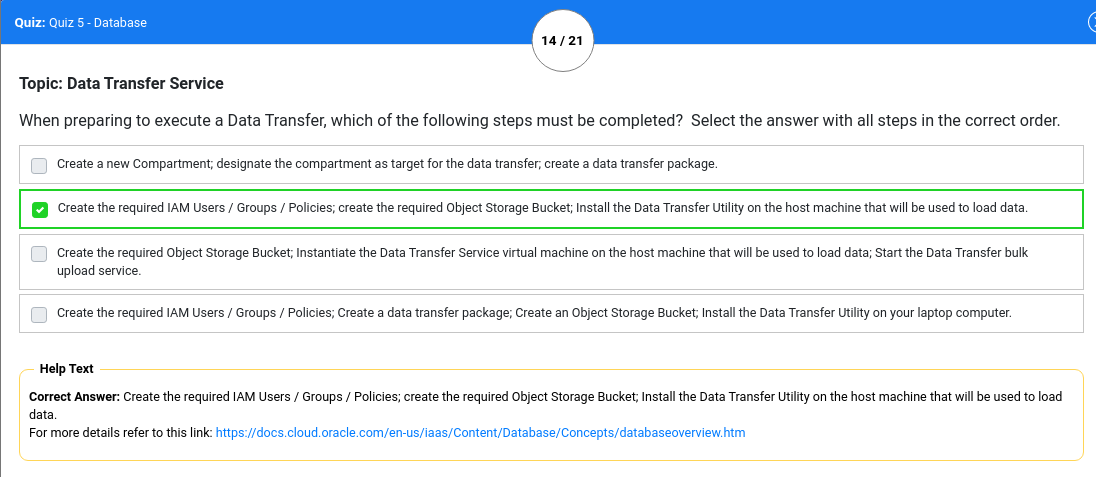 Quiz: Quiz 5 - Database
14 / 21
Topic: Data Transfer Service
When preparing to execute a Data Transfer, which of the following steps must be completed?  Select the answer with all steps in the correct order.
Create a new Compartment; designate the compartment as target for the data transfer; create a data transfer package.
Create the required IAM Users / Groups / Policies; create the required Object Storage Bucket; Install the Data Transfer Utility on the host machine that will be used to load data.
Create the required Object Storage Bucket; Instantiate the Data Transfer Service virtual machine on the host machine that will be used to load data; Start the Data Transfer bulk
upload service.
Create the required IAM Users / Groups / Policies; Create a data transfer package; Create an Object Storage Bucket; Install the Data Transfer Utility on your laptop computer.
Help Text
Correct Answer: Create the required IAM Users / Groups / Policies; create the required Object Storage Bucket; Install the Data Transfer Utility on the host machine that will be used to load
data.
For more details refer to this link: https://docs.cloud.oracle.com/en-us/iaas/Content/Database/Concepts/databaseoverview.htm